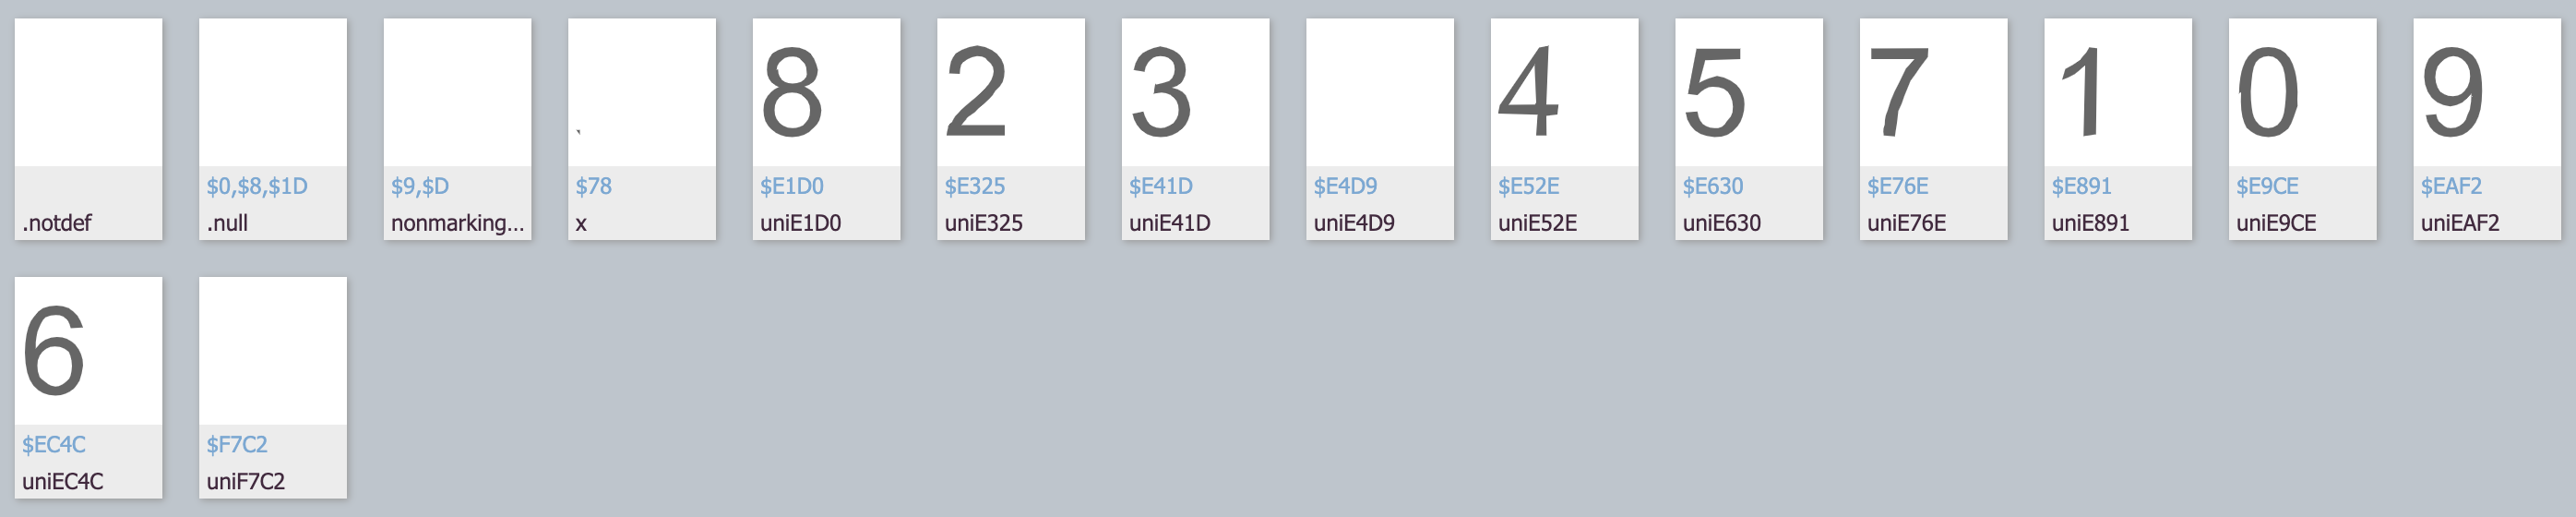 8 2 3 4 5 7 1 0 9
$0,$8,$1D $9,$D $78 $E1D0 $E325 $E41D $E4D9 $E52E $E630 $E76E $E891 $E9CE $EAF2
.notdef .null nonmarking... x uniE1D0 uniE325 uniE41D uniE4D9 uniE52E uniE630 uniE76E uniE891 uniE9CE uniEAF2
6
$EC4C $F7C2
uniEC4C uniF7C2